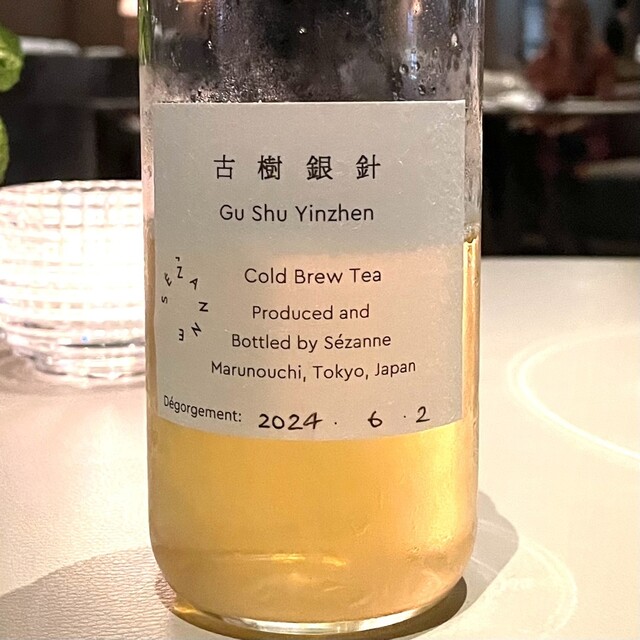 古樹銀針
Gu Shu Yinzhen
Cold Brew Tea
SÉZANNE
Produced and
Bottled by Sézanne
Marunouchi, Tokyo, Japan
Dégorgement: 2024. 6. 2